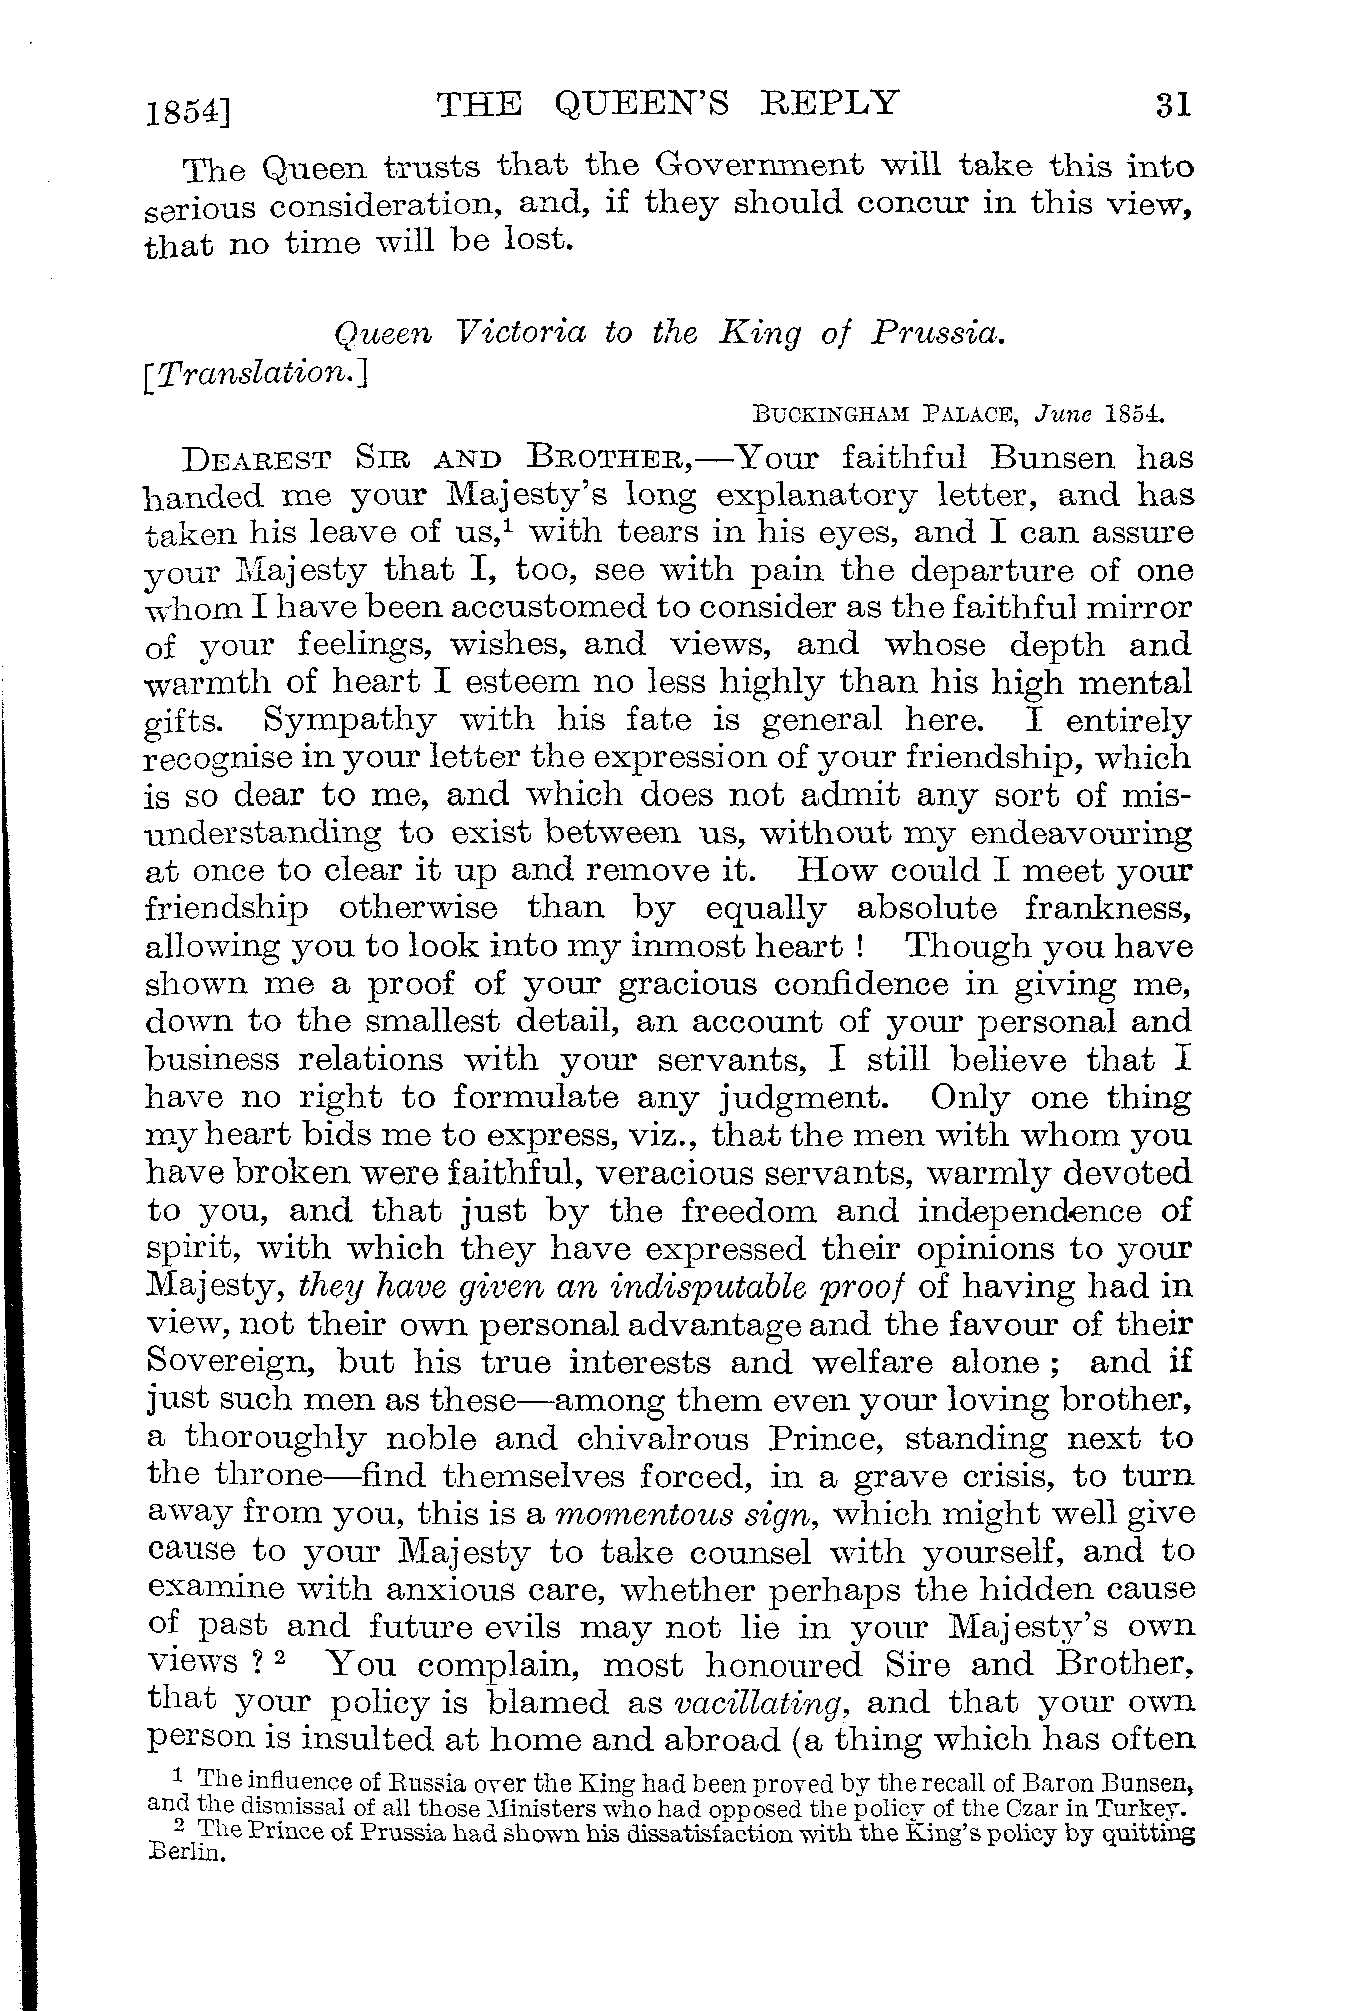 1854] THE QUEEN'S REPLY 31
The Queen trusts that the Government will take this into
serious consideration, and, if they should concur in this view,
that no time will be lost.
Queen Victoria to the King of Prussia.
[Translation.]
BUCKINGHAM PALACE, June 1854.
DEAREST SIR AND BROTHER,—Your faithful Bunsen has
handed me your Majesty's long explanatory letter, and has
taken his leave of us,¹ with tears in his eyes, and I can assure
your Majesty that I, too, see with pain the departure of one
whom I have been accustomed to consider as the faithful mirror
of your feelings, wishes, and views, and whose depth and
warmth of heart I esteem no less highly than his high mental
gifts. Sympathy with his fate is general here. I entirely
recognise in your letter the expression of your friendship, which
is so dear to me, and which does not admit any sort of mis-
understanding to exist between us, without my endeavouring
at once to clear it up and remove it. How could I meet your
friendship otherwise than by equally absolute frankness,
allowing you to look into my inmost heart ! Though you have
shown me a proof of your gracious confidence in giving me,
down to the smallest detail, an account of your personal and
business relations with your servants, I still believe that I
have no right to formulate any judgment. Only one thing
my heart bids me to express, viz., that the men with whom you
have broken were faithful, veracious servants, warmly devoted
to you, and that just by the freedom and independence of
spirit, with which they have expressed their opinions to your
Majesty, they have given an indisputable proof of having had in
view, not their own personal advantage and the favour of their
Sovereign, but his true interests and welfare alone ; and if
just such men as these—among them even your loving brother,
a thoroughly noble and chivalrous Prince, standing next to
the throne—find themselves forced, in a grave crisis, to turn
away from you, this is a momentous sign, which might well give
cause to your Majesty to take counsel with yourself, and to
examine with anxious care, whether perhaps the hidden cause
of past and future evils may not lie in your Majesty's own
views ? ² You complain, most honoured Sire and Brother,
that your policy is blamed as vacillating, and that your own
person is insulted at home and abroad (a thing which has often
¹ The influence of Russia over the King had been proved by the recall of Baron Bunsen,
and the dismissal of all those Ministers who had opposed the policy of the Czar in Turkey.
² The Prince of Prussia had shown his dissatisfaction with the King's policy by quitting
Berlin.